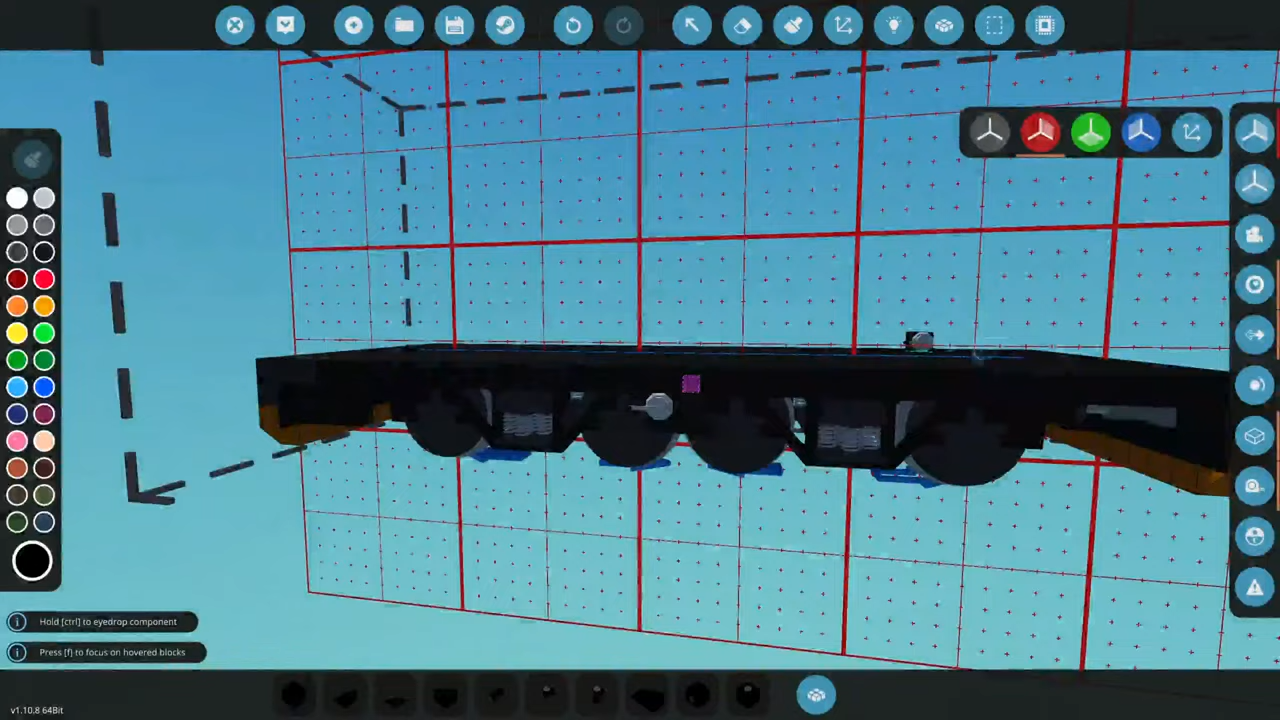 Hold [ctrl] to eyedrop component
Press [f] to focus on hovered blocks
v1.10.8 64Bit